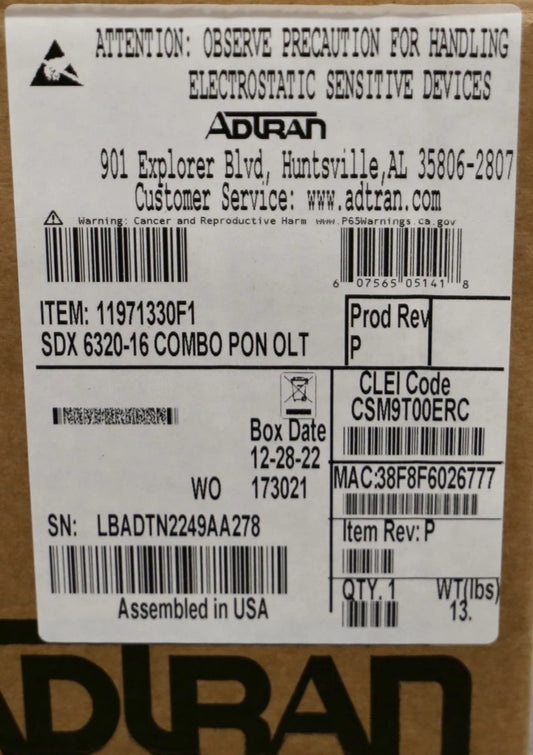 ATTENTION: OBSERVE PRECAUTION FOR HANDLING
ELECTROSTATIC SENSITIVE DEVICES
ADTRAN
901 Explorer Blvd, Huntsville,AL 35806-2807
Customer Service: www.adtran.com
Warning: Cancer and Reproductive Harm www.P65Warnings.ca.gov
6 07565 05141 8
ITEM: 11971330F1
SDX 6320-16 COMBO PON OLT
Prod Rev
P
CLEI Code
CSM9T00ERC
Box Date
12-28-22
WO 173021
MAC:38F8F6026777
SN: LBADTN2249AA278
Item Rev: P
Assembled in USA
QTY. 1 WT(lbs)
13.
ADTRAN